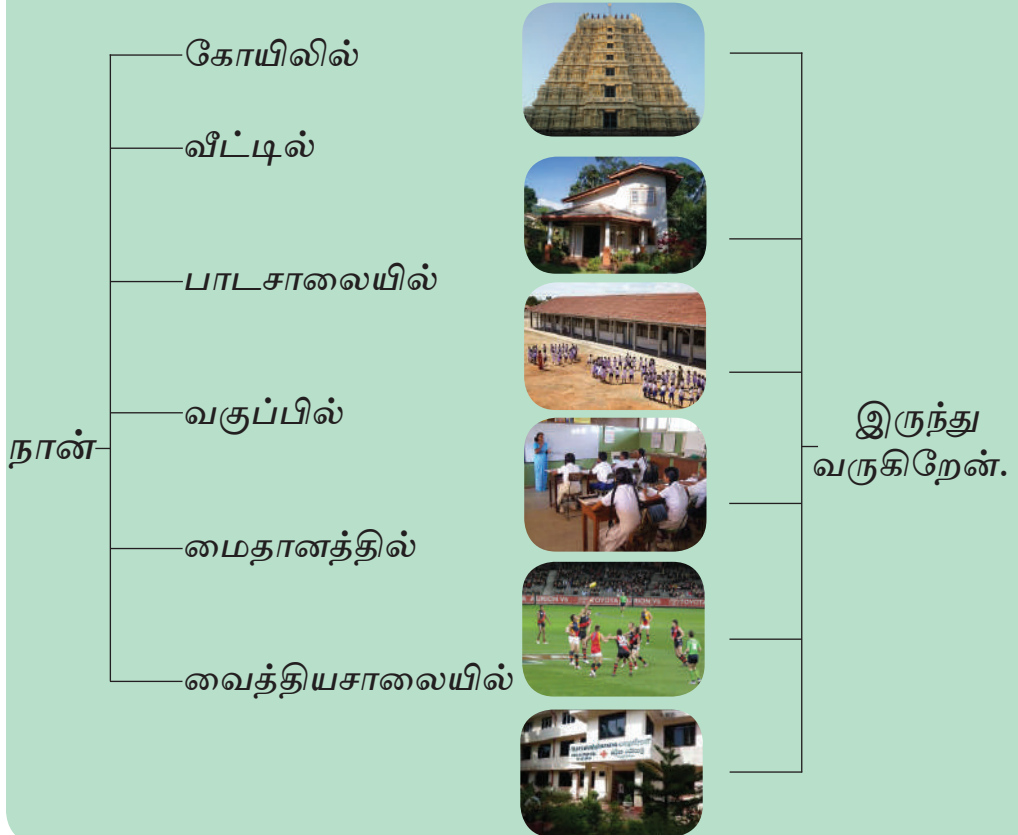 கோயிலில்
வீட்டில்
பாடசாலையில்
வகுப்பில்
நான்
இருந்து
வருகிறேன்.
மைதானத்தில்
வைத்தியசாலையில்